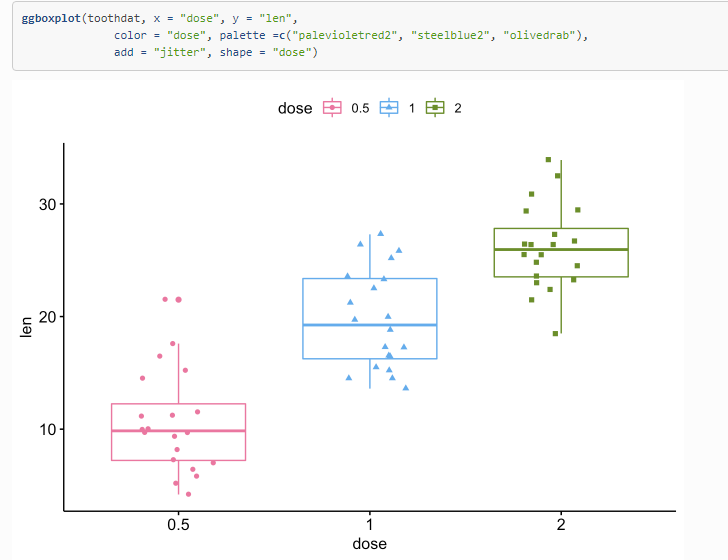 ggboxplot(toothdat, x = "dose", y = "len",
color = "dose", palette =c("palevioletred2", "steelblue2", "olivedrab"),
add = "jitter", shape = "dose")
dose 0.5 1 2
30
20
10
len
0.5 1 2
dose